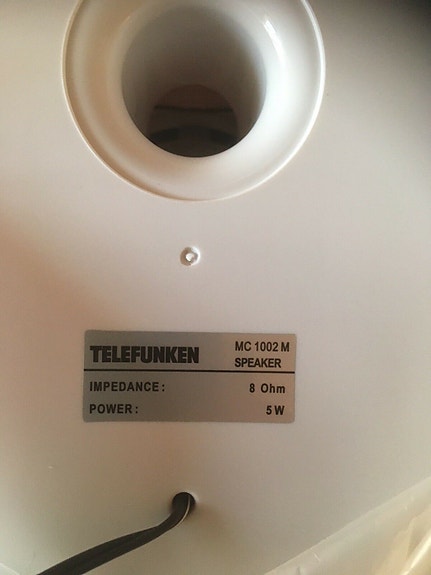 TELEFUNKEN MC 1002 M
SPEAKER
IMPEDANCE: 8 Ohm
POWER: 5 W